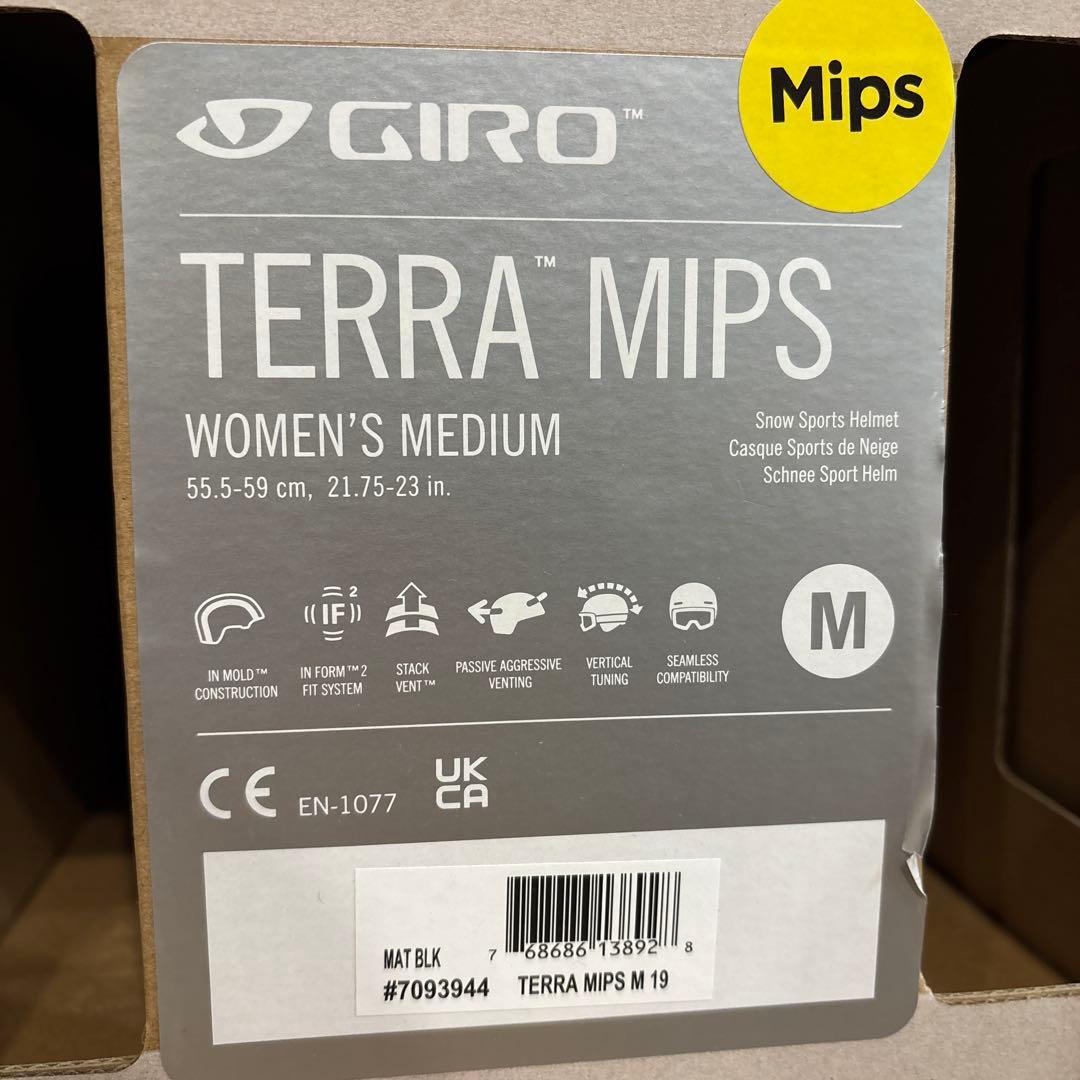 GIRO™
Mips
TERRA™ MIPS
WOMEN'S MEDIUM
55.5-59 cm, 21.75-23 in.
Snow Sports Helmet
Casque Sports de Neige
Schnee Sport Helm
IN MOLD™
CONSTRUCTION
IF 2
IN FORM™2
FIT SYSTEM
STACK
VENT™
PASSIVE AGGRESSIVE
VENTING
VERTICAL
TUNING
SEAMLESS
COMPATIBILITY
M
CE EN-1077
UK
CA
MAT BLK
7 68686 13892 8
#7093944 TERRA MIPS M 19